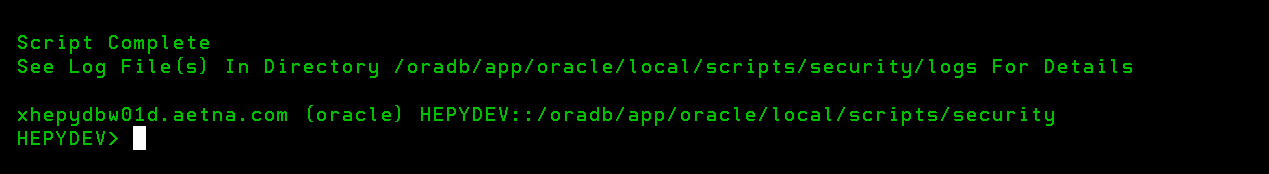 Script Complete
See Log File(s) In Directory /oradb/app/oracle/local/scripts/security/logs For Details
xhepydbw01d.aetna.com (oracle) HEPYDEV::/oradb/app/oracle/local/scripts/security
HEPYDEV>